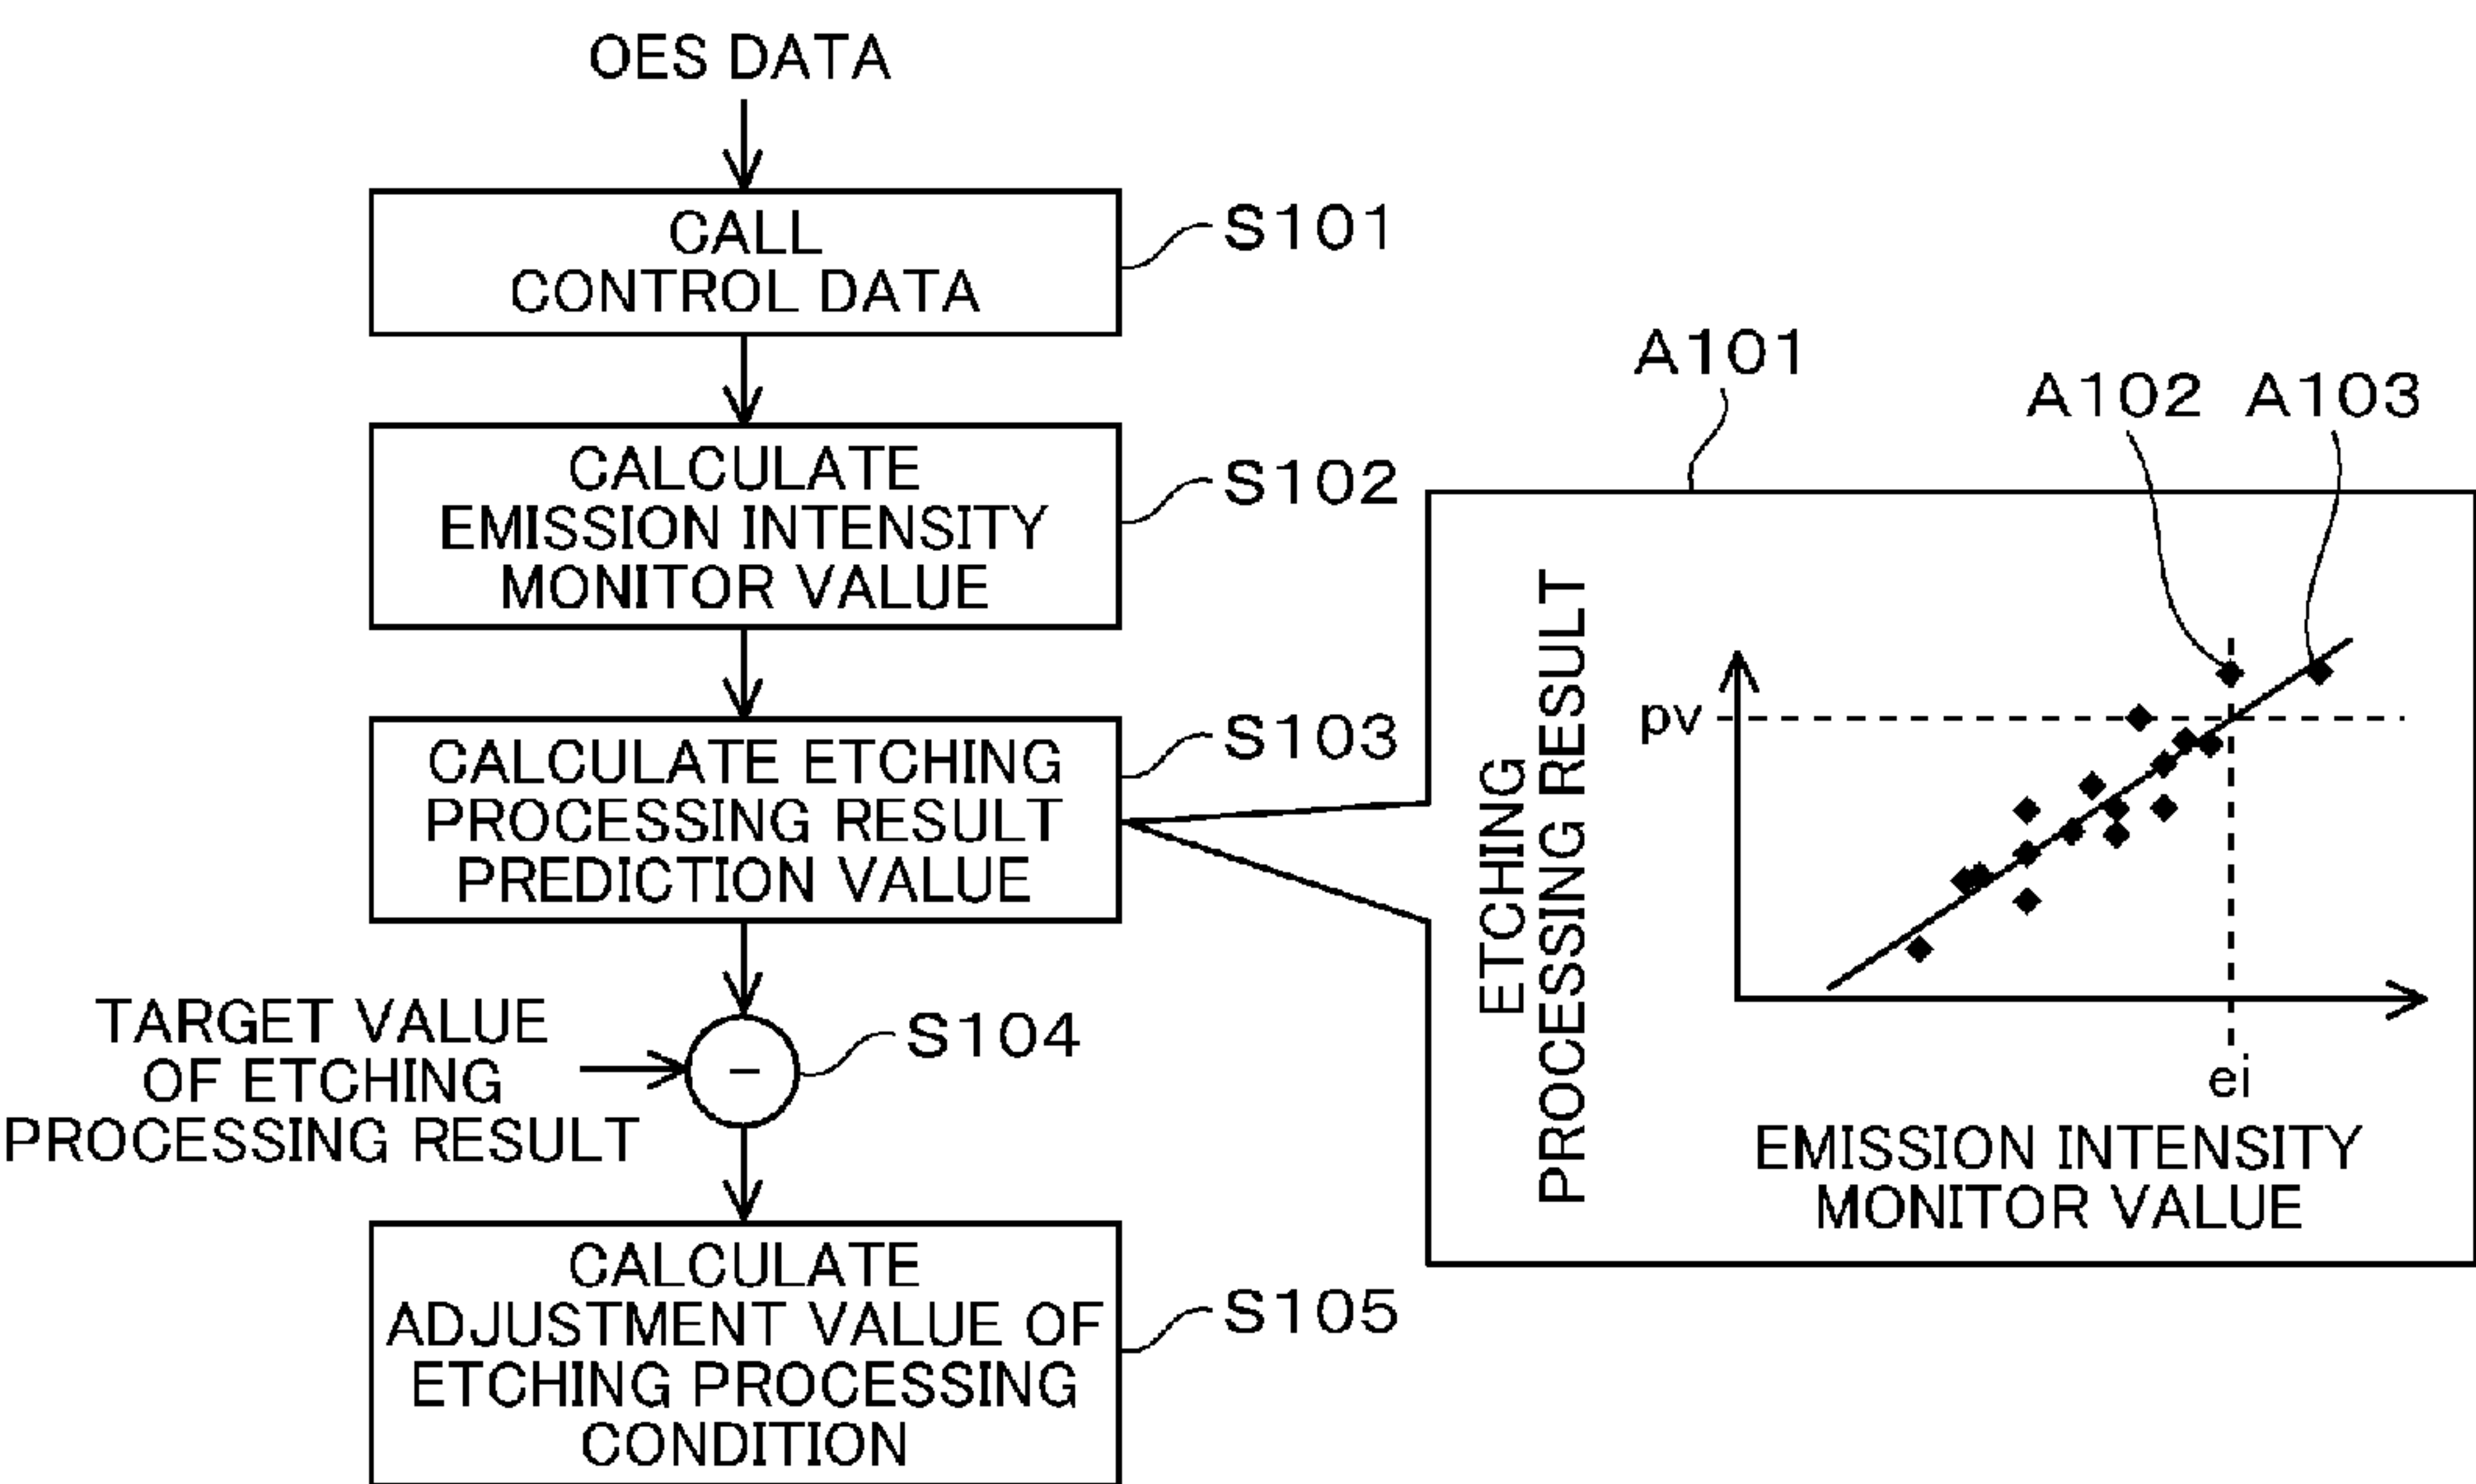 OES DATA
CALL
CONTROL DATA
S101
CALCULATE
EMISSION INTENSITY
MONITOR VALUE
S102
CALCULATE ETCHING
PROCESSING RESULT
PREDICTION VALUE
S103
TARGET VALUE
OF ETCHING
PROCESSING RESULT
-
S104
CALCULATE
ADJUSTMENT VALUE OF
ETCHING PROCESSING
CONDITION
S105
A101
A102
A103
ETCHING
PROCESSING RESULT
pv
ei
EMISSION INTENSITY
MONITOR VALUE